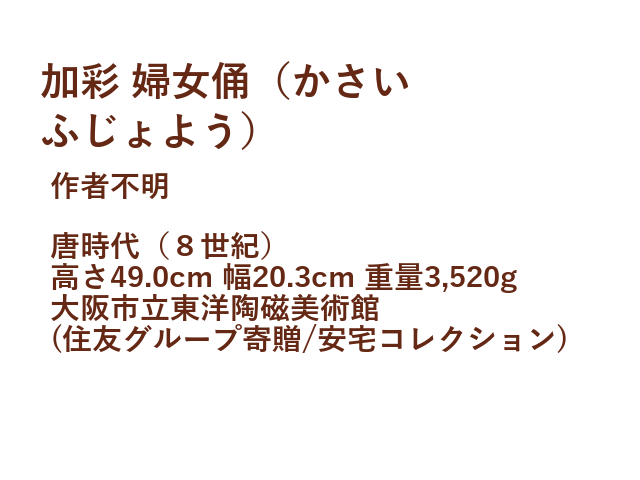 加彩 婦女俑（かさい
ふじょよう）
作者不明
唐時代（８世紀）
高さ49.0cm 幅20.3cm 重量3,520g
大阪市立東洋陶磁美術館
(住友グループ寄贈/安宅コレクション)